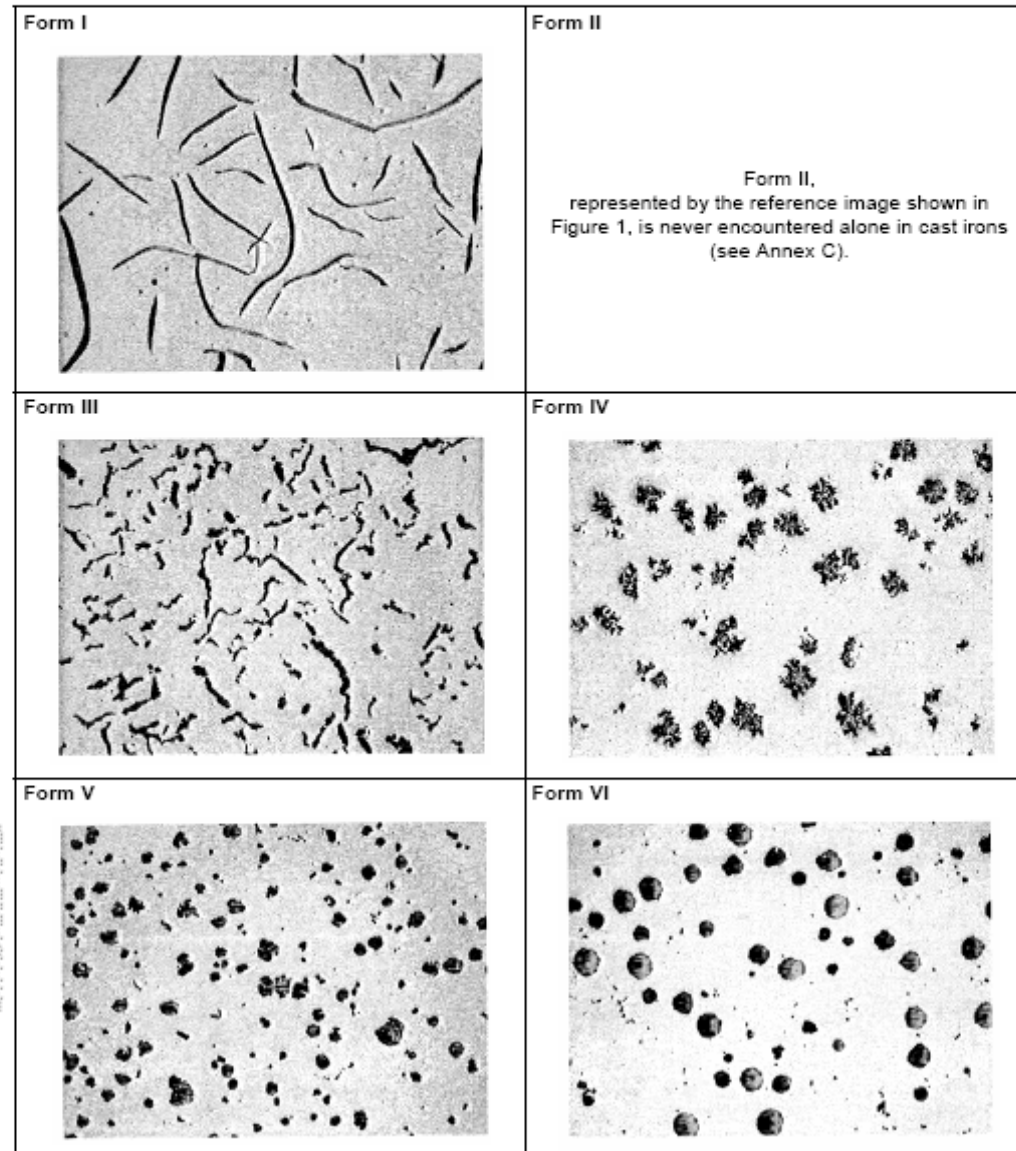 Form I
Form II
Form II,
represented by the reference image shown in
Figure 1, is never encountered alone in cast irons
(see Annex C).
Form III
Form IV
Form V
Form VI